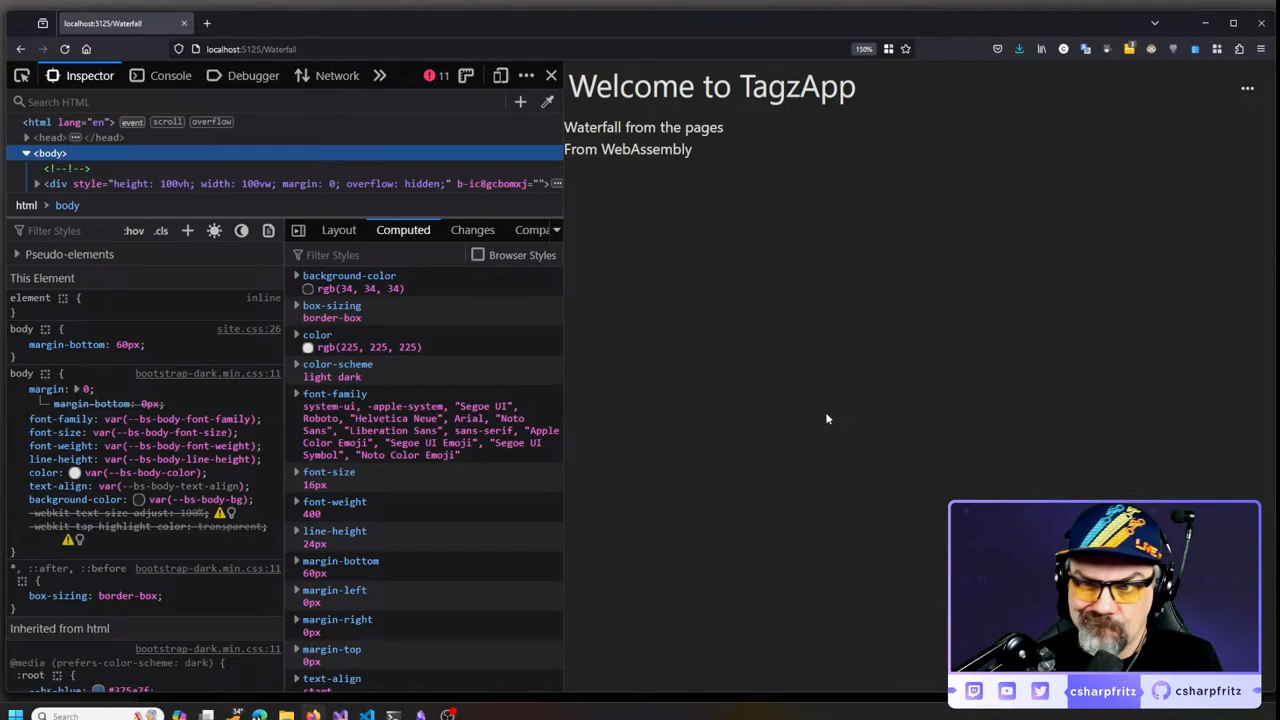 localhost:5125/Waterfall
localhost:5125/Waterfall
150%
Inspector
Console
Debugger
Network
11
Search HTML
<html lang="en"> event scroll overflow
<head> </head>
<body>
<!--!-->
<div style="height: 100vh; width: 100vw; margin: 0; overflow: hidden;" b-ic8gcbomxj="">
html > body
Filter Styles
:hov .cls
Pseudo-elements
This Element
element { inline
}
body { site.css:26
margin-bottom: 60px;
}
body { bootstrap-dark.min.css:11
margin: 0;
margin-bottom: 0px;
font-family: var(--bs-body-font-family);
font-size: var(--bs-body-font-size);
font-weight: var(--bs-body-font-weight);
line-height: var(--bs-body-line-height);
color: var(--bs-body-color);
text-align: var(--bs-body-text-align);
background-color: var(--bs-body-bg);
-webkit-text-size-adjust: 100%;
-webkit-tap-highlight-color: transparent;
}
*, ::after, ::before bootstrap-dark.min.css:11
{
box-sizing: border-box;
}
Inherited from html
bootstrap-dark.min.css:11
@media (prefers-color-scheme: dark) {
:root {
--bs-blue: #375a7f;
Layout
Computed
Changes
Compa
Filter Styles
Browser Styles
background-color
rgb(34, 34, 34)
box-sizing
border-box
color
rgb(225, 225, 225)
color-scheme
light dark
font-family
system-ui, -apple-system, "Segoe UI",
Roboto, "Helvetica Neue", Arial, "Noto
Sans", "Liberation Sans", sans-serif, "Apple
Color Emoji", "Segoe UI Emoji", "Segoe UI
Symbol", "Noto Color Emoji"
font-size
16px
font-weight
400
line-height
24px
margin-bottom
60px
margin-left
0px
margin-right
0px
margin-top
0px
text-align
start
Welcome to TagzApp
Waterfall from the pages
From WebAssembly
LIVE
csharpfritz
csharpfritz
Search
34°